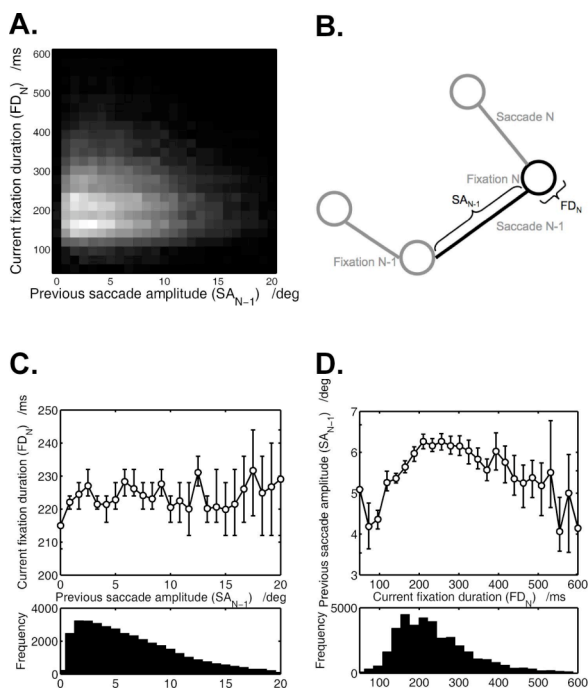 A.
Current fixation duration (FD_N) /ms
600
500
400
300
200
100
0 5 10 15 20
Previous saccade amplitude (SA_N−1) /deg
B.
Saccade N
Fixation N
SA_N-1
FD_N
Saccade N-1
Fixation N-1
C.
Current fixation duration (FD_N) /ms
250
240
230
220
210
200
0 5 10 15 20
Previous saccade amplitude (SA_N−1) /deg
Frequency
4000
2000
0
0 5 10 15 20
D.
Previous saccade amplitude (SA_N−1) /deg
7
6
5
4
3
100 200 300 400 500 600
Current fixation duration (FD_N) /ms
Frequency
5000
0
100 200 300 400 500 600